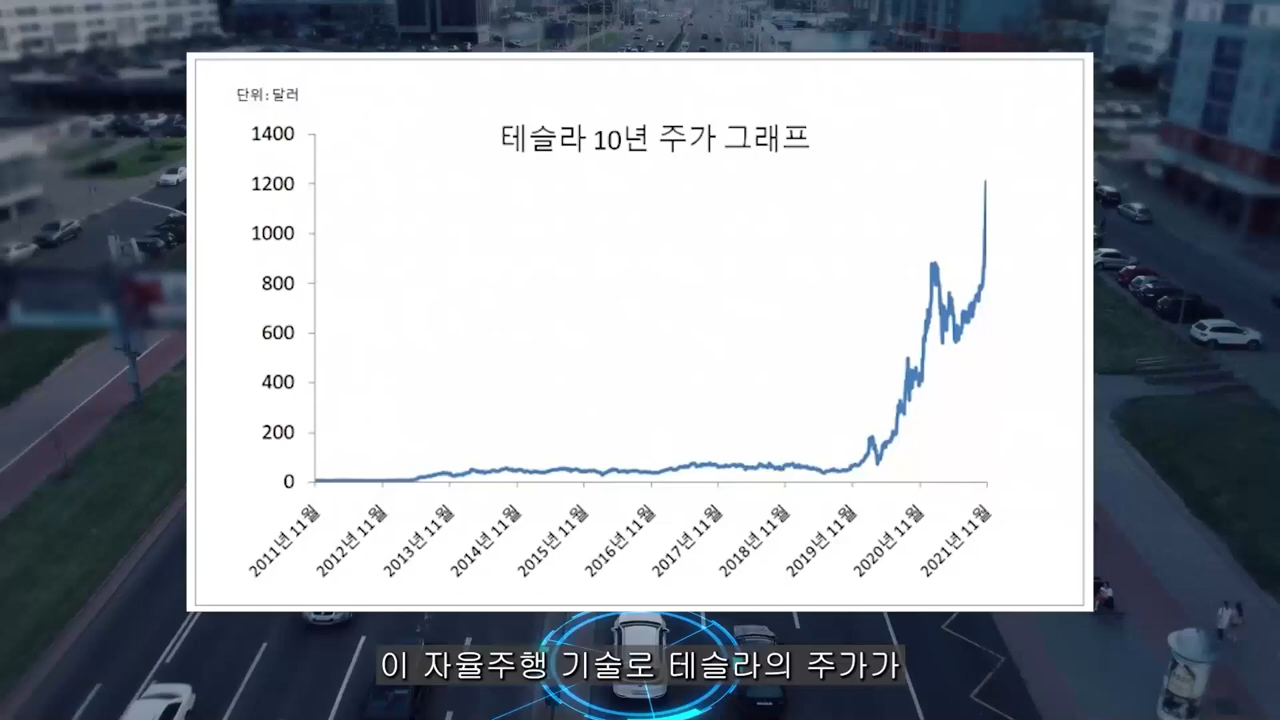 단위: 달러
테슬라 10년 주가 그래프
1400
1200
1000
800
600
400
200
0
2011년 11월
2012년 11월
2013년 11월
2014년 11월
2015년 11월
2016년 11월
2017년 11월
2018년 11월
2019년 11월
2020년 11월
2021년 11월
이 자율주행 기술로 테슬라의 주가가